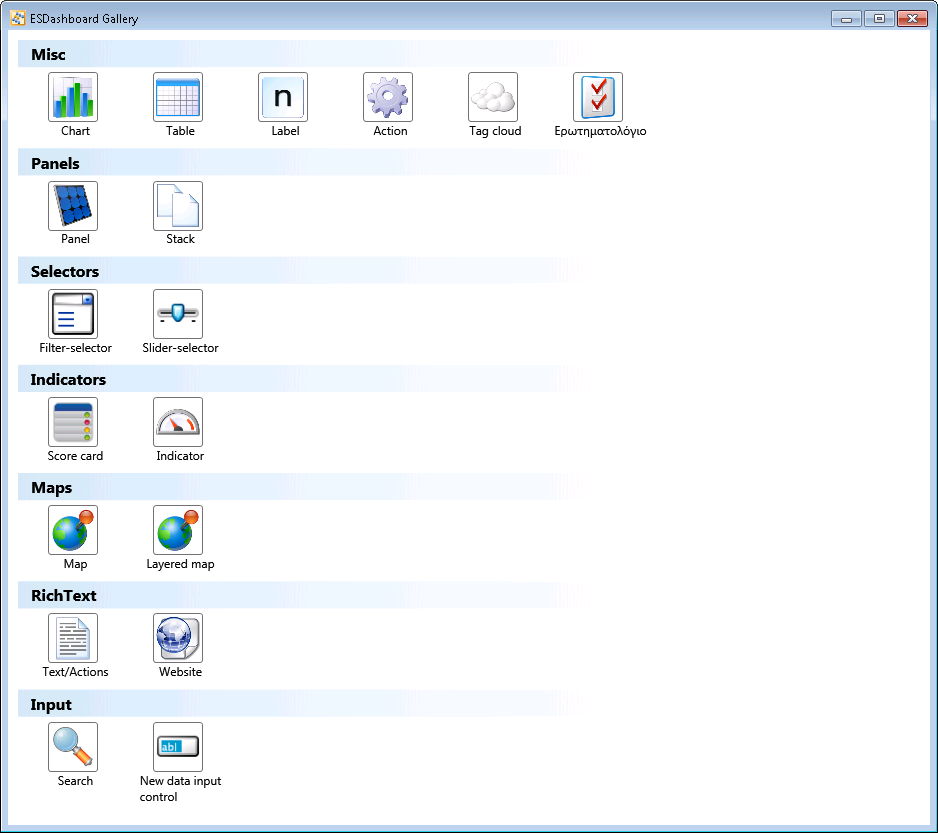 ESDashboard Gallery
Misc
n
Chart Table Label Action Tag cloud Ερωτηματολόγιο
Panels
Panel Stack
Selectors
Filter-selector Slider-selector
Indicators
Score card Indicator
Maps
Map Layered map
RichText
Text/Actions Website
Input
abl
Search New data input
control